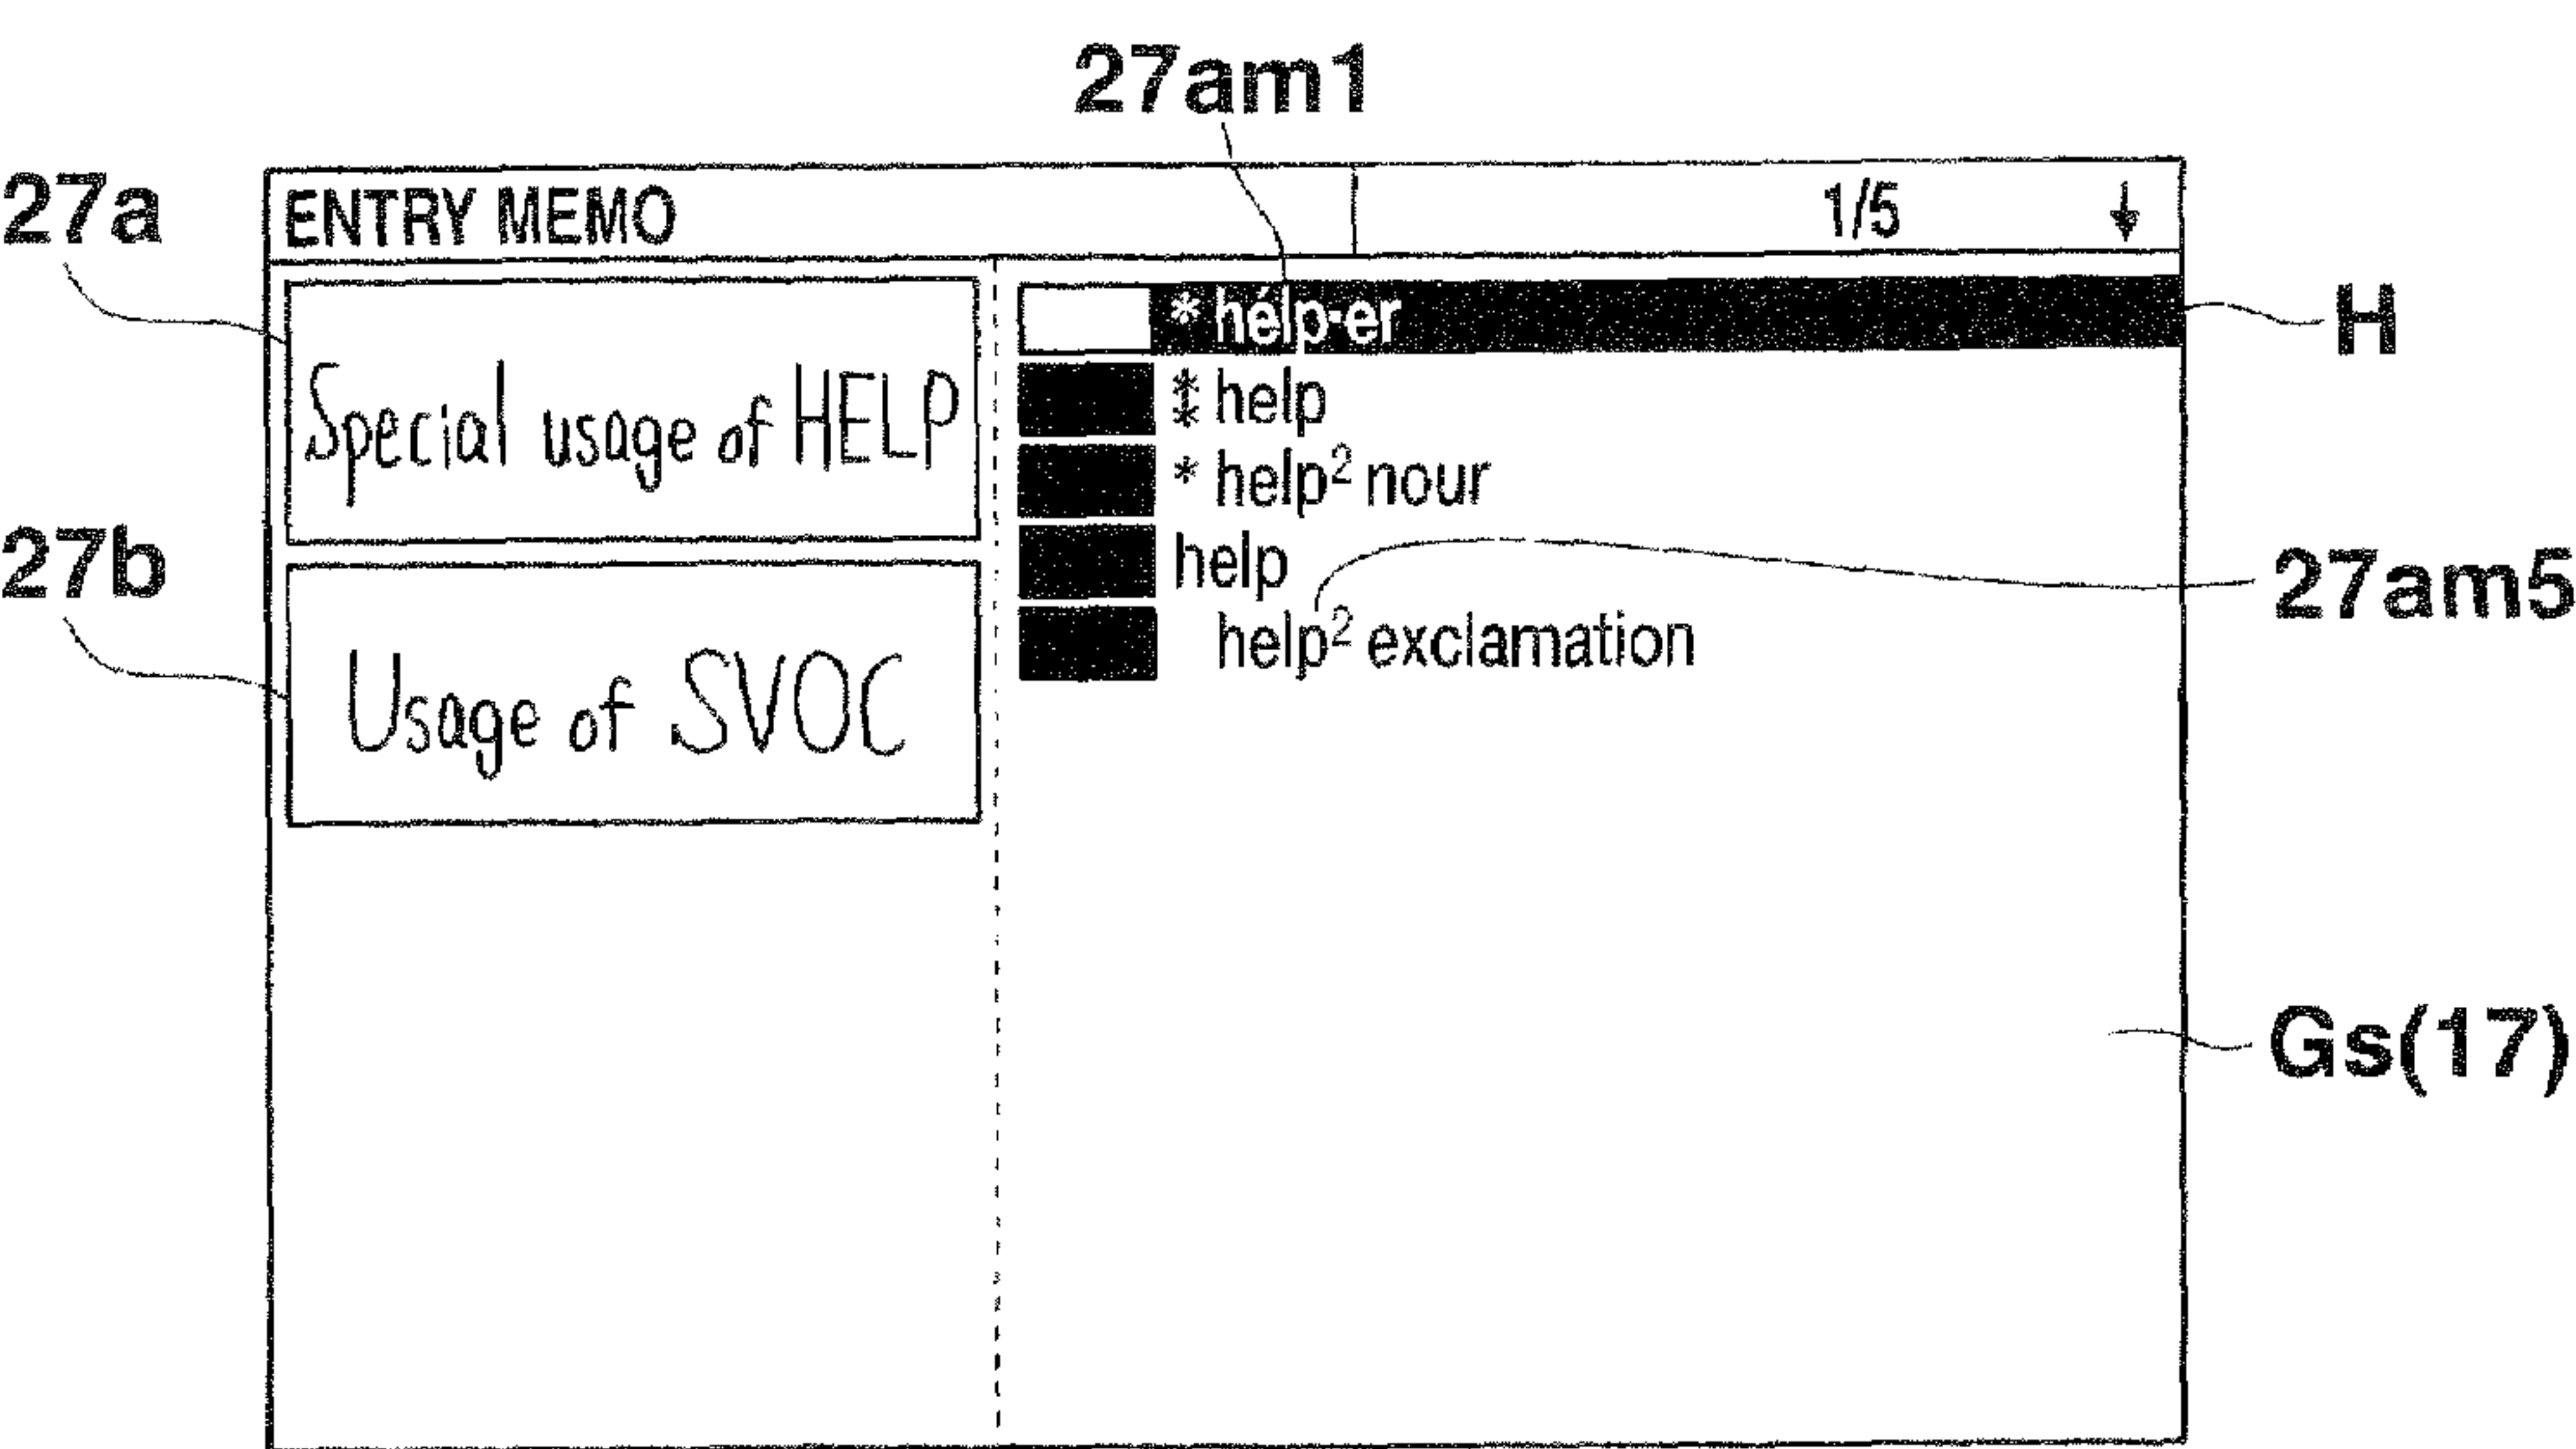 27am1
27a
ENTRY MEMO 1/5 ↓
* hélp·er
H
Special usage of HELP
⁑ help
* help² nour
27b
help
27am5
help² exclamation
Usage of SVOC
Gs(17)